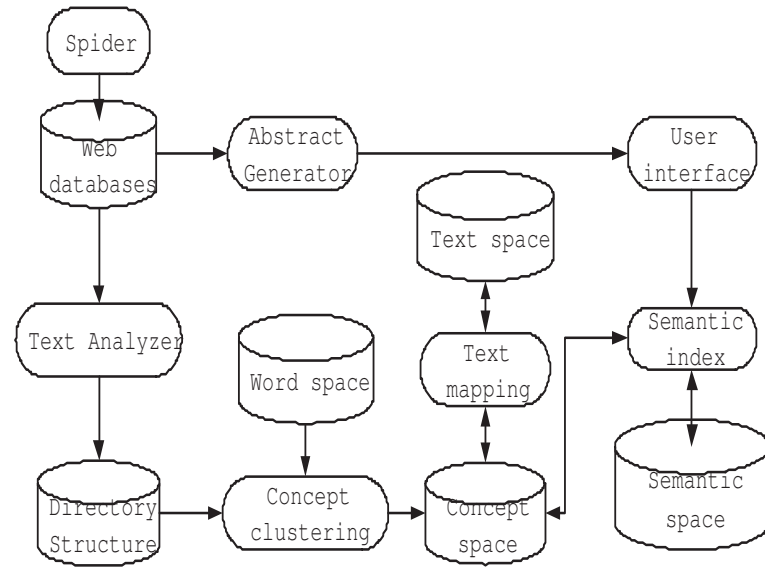 Spider
Web
databases
Abstract
Generator
User
interface
Text space
Text Analyzer
Word space
Text
mapping
Semantic
index
Directory
Structure
Concept
clustering
Concept
space
Semantic
space